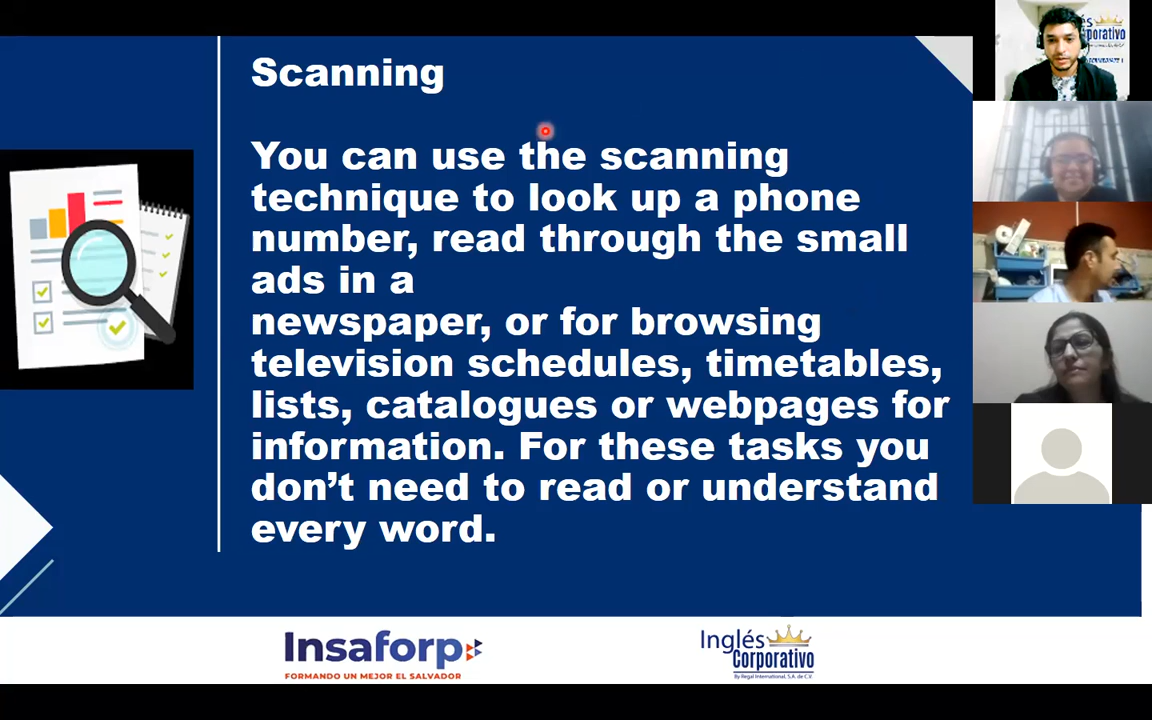 Scanning
You can use the scanning
technique to look up a phone
number, read through the small
ads in a
newspaper, or for browsing
television schedules, timetables,
lists, catalogues or webpages for
information. For these tasks you
don’t need to read or understand
every word.
Insaforp
FORMANDO UN MEJOR EL SALVADOR
Inglés
Corporativo
By Regal International, S.A. de C.V.